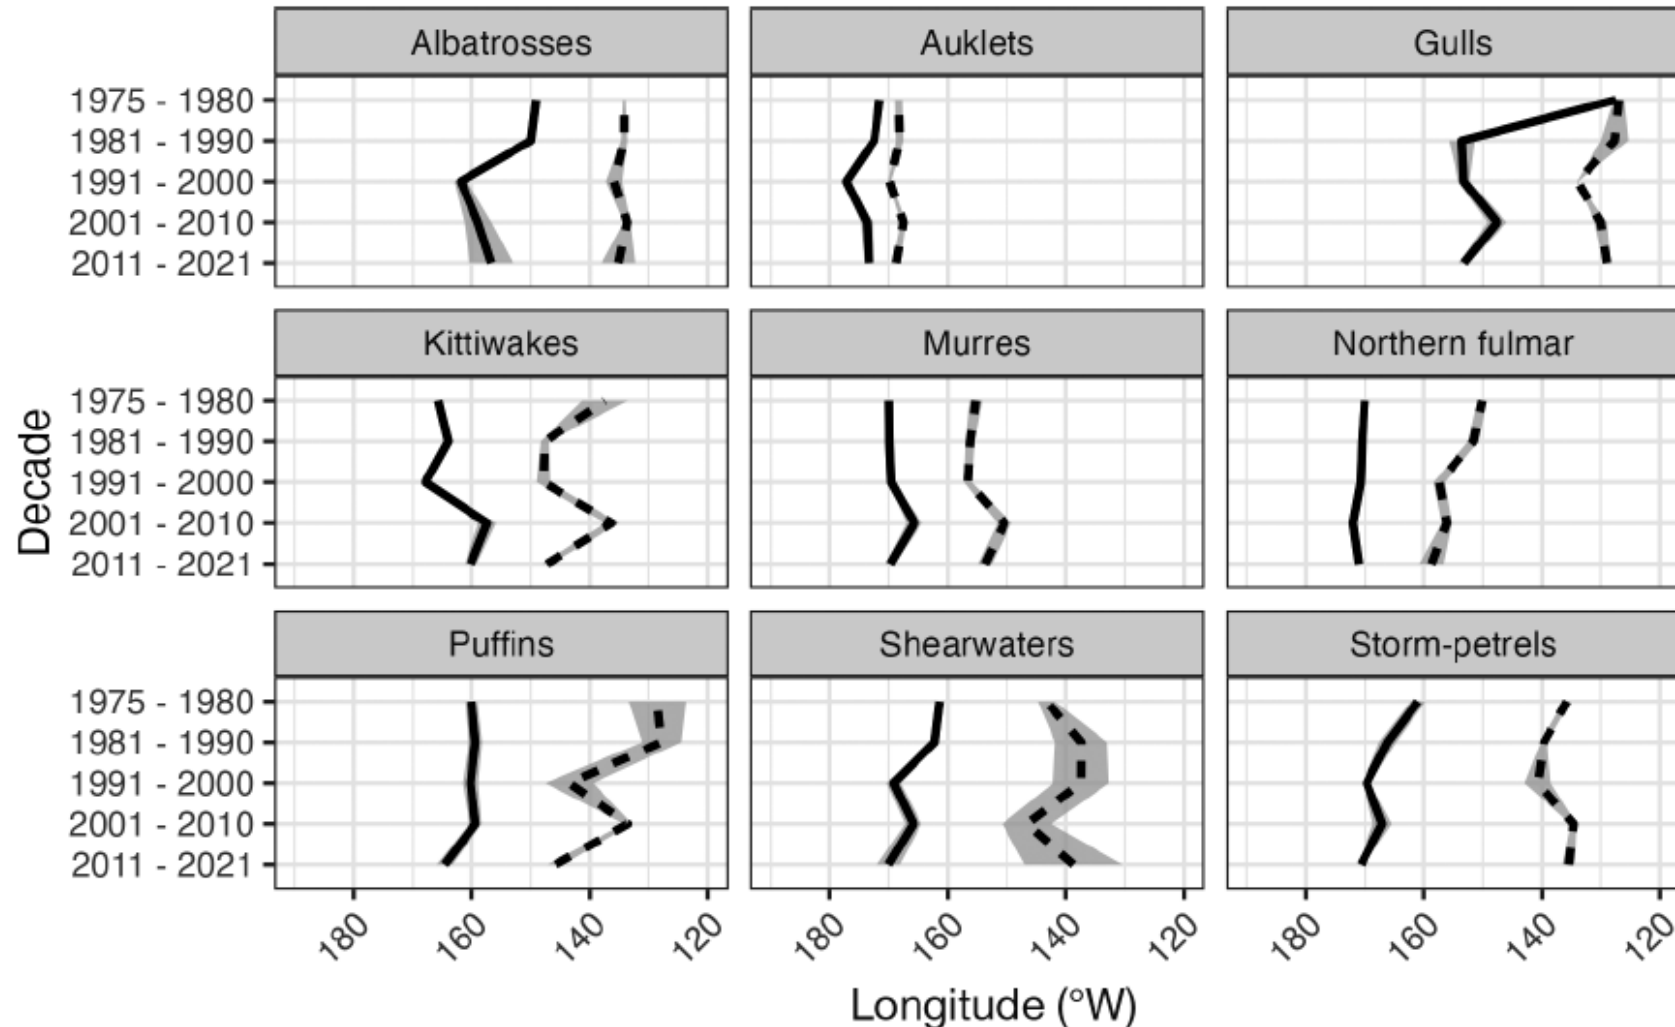 Albatrosses Auklets Gulls
1975 - 1980
1981 - 1990
1991 - 2000
2001 - 2010
2011 - 2021
Kittiwakes Murres Northern fulmar
1975 - 1980
1981 - 1990
1991 - 2000
2001 - 2010
2011 - 2021
Decade
Puffins Shearwaters Storm-petrels
1975 - 1980
1981 - 1990
1991 - 2000
2001 - 2010
2011 - 2021
180 160 140 120 180 160 140 120 180 160 140 120
Longitude (°W)